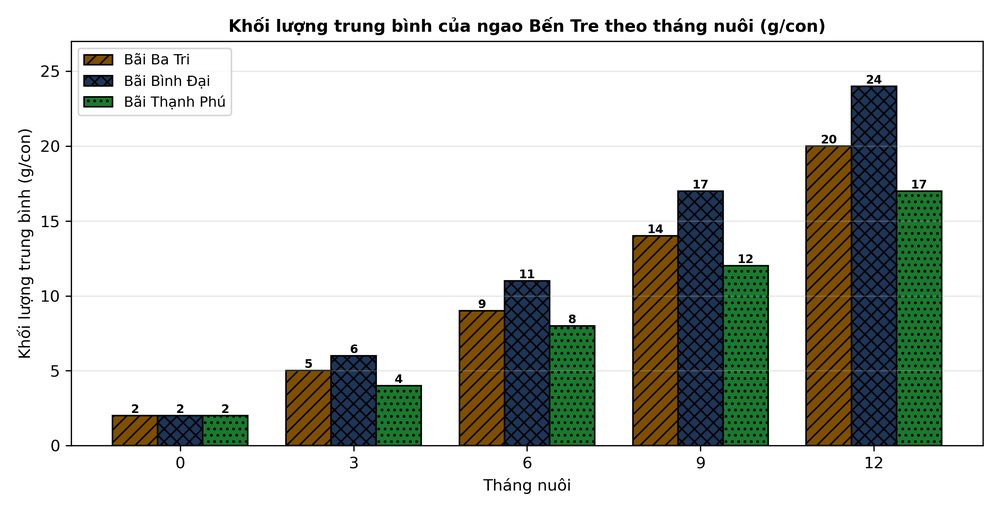 Khối lượng trung bình của ngao Bến Tre theo tháng nuôi (g/con)
Bãi Ba Tri
Bãi Bình Đại
Bãi Thạnh Phú
Khối lượng trung bình (g/con)
25
20
15
10
5
0
2 2 2
5 6 4
9 11 8
14 17 12
20 24 17
0 3 6 9 12
Tháng nuôi